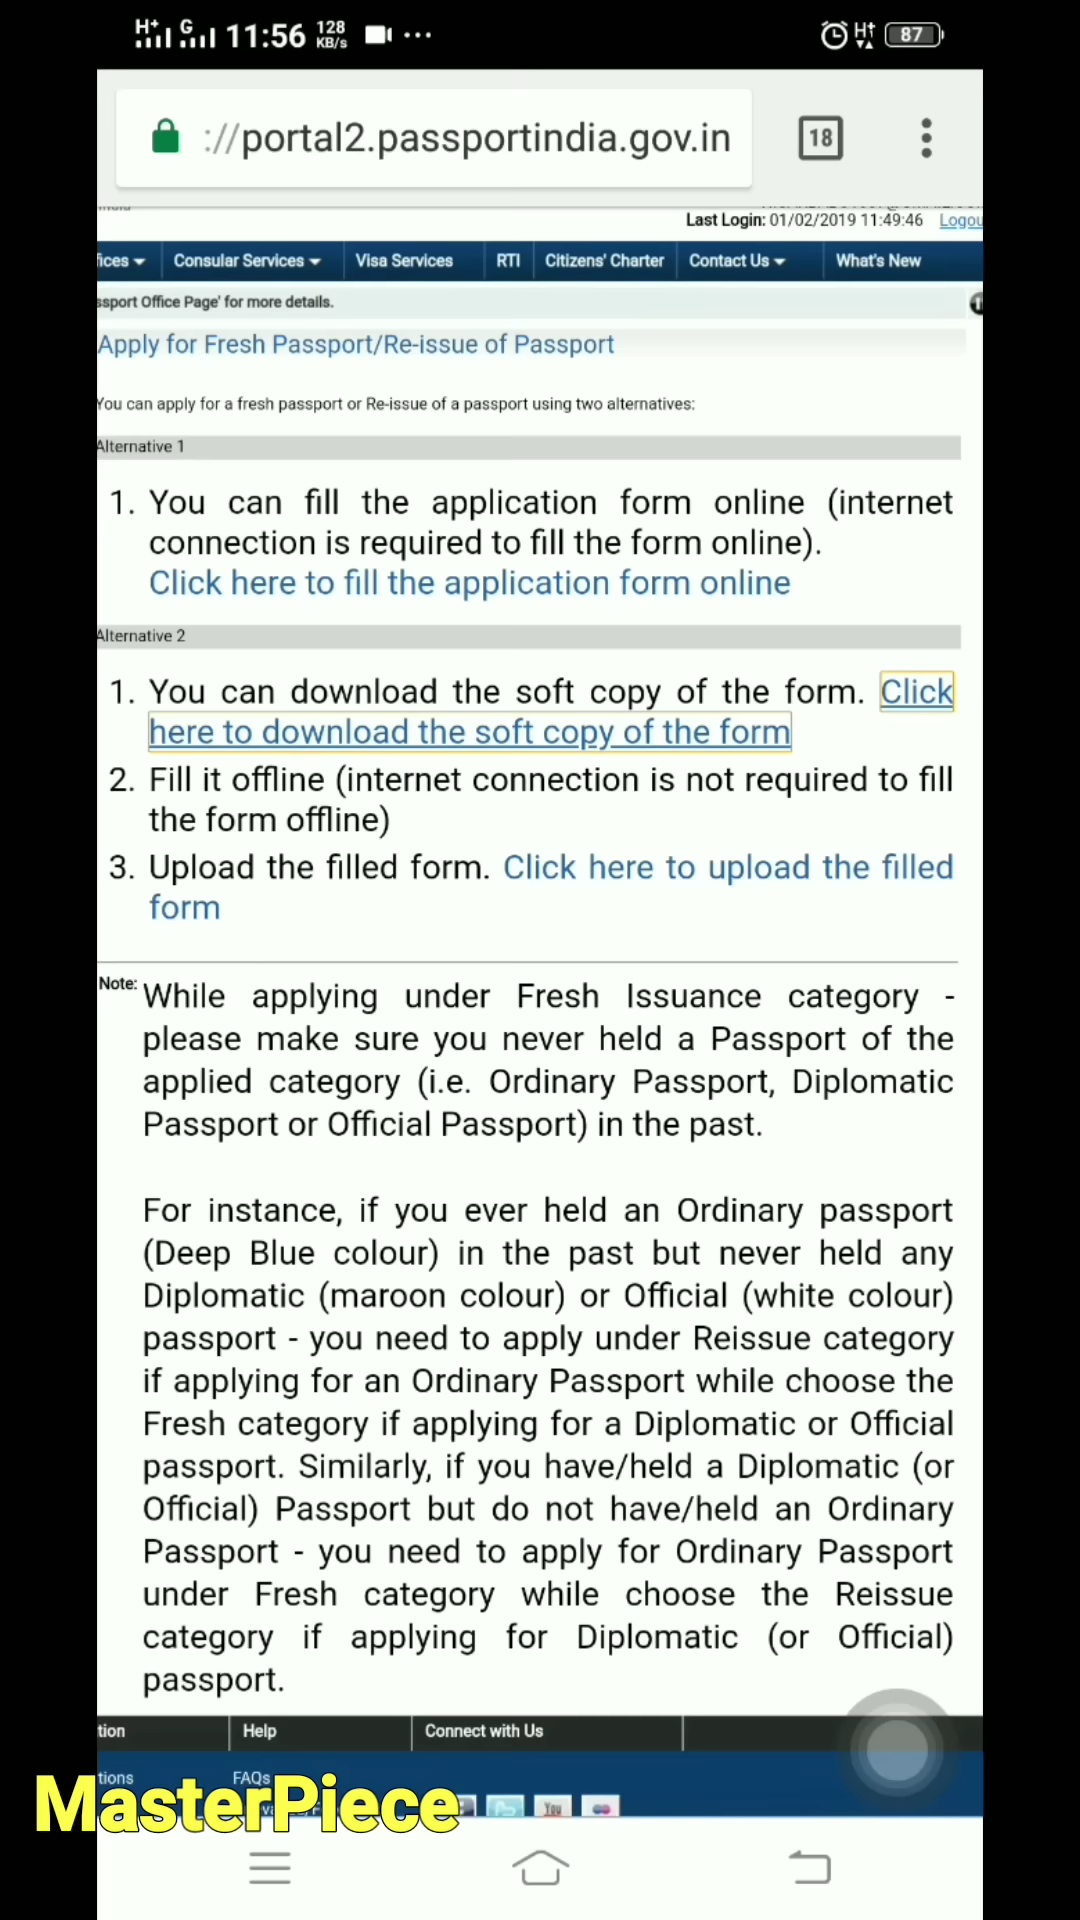 H+ G 11:56 128 KB/s ... H+ 87
://portal2.passportindia.gov.in 18
Last Login: 01/02/2019 11:49:46 Logou
ices Consular Services Visa Services RTI Citizens' Charter Contact Us What's New
ssport Office Page' for more details.
Apply for Fresh Passport/Re-issue of Passport
You can apply for a fresh passport or Re-issue of a passport using two alternatives:
Alternative 1
1. You can fill the application form online (internet
connection is required to fill the form online).
Click here to fill the application form online
Alternative 2
1. You can download the soft copy of the form. Click
here to download the soft copy of the form
2. Fill it offline (internet connection is not required to fill
the form offline)
3. Upload the filled form. Click here to upload the filled
form
Note: While applying under Fresh Issuance category -
please make sure you never held a Passport of the
applied category (i.e. Ordinary Passport, Diplomatic
Passport or Official Passport) in the past.
For instance, if you ever held an Ordinary passport
(Deep Blue colour) in the past but never held any
Diplomatic (maroon colour) or Official (white colour)
passport - you need to apply under Reissue category
if applying for an Ordinary Passport while choose the
Fresh category if applying for a Diplomatic or Official
passport. Similarly, if you have/held a Diplomatic (or
Official) Passport but do not have/held an Ordinary
Passport - you need to apply for Ordinary Passport
under Fresh category while choose the Reissue
category if applying for Diplomatic (or Official)
passport.
tion Help Connect with Us
tions FAQs
You
MasterPiece